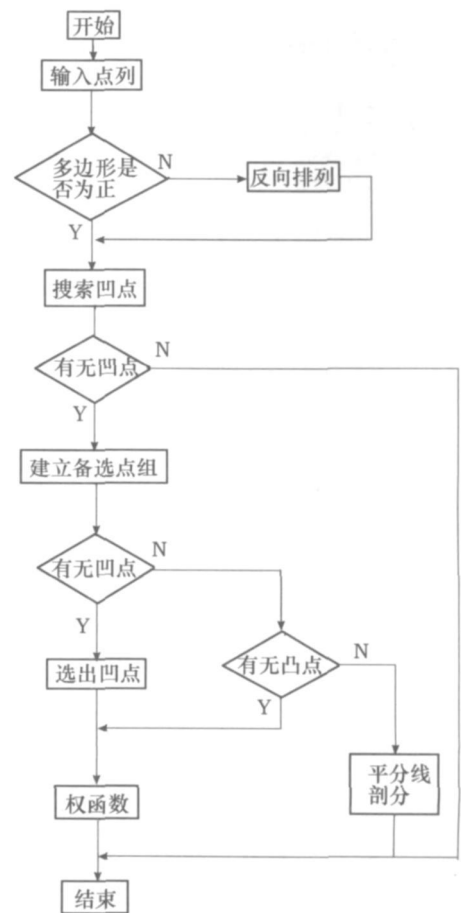 开始
输入点列
多边形是
否为正
N
反向排列
Y
搜索凹点
有无凹点
N
Y
建立备选点组
有无凹点
N
Y
选出凹点
有无凸点
N
Y
平分线
剖分
权函数
结束